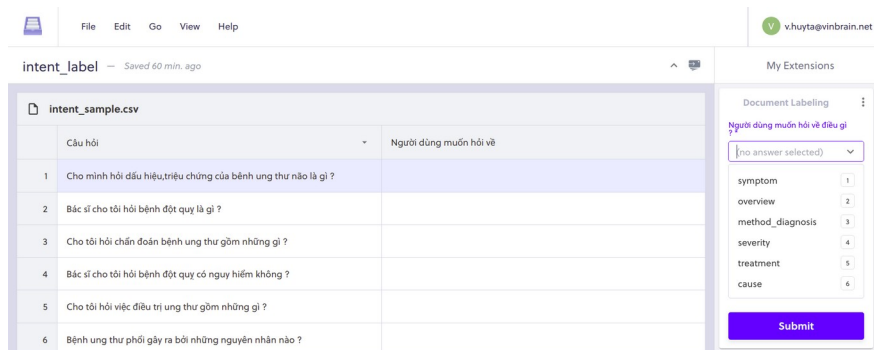 File Edit Go View Help
V v.huyta@vinbrain.net
intent_label – Saved 60 min. ago
My Extensions
intent_sample.csv
Câu hỏi Người dùng muốn hỏi về
1 Cho mình hỏi dấu hiệu,triệu chứng của bênh ung thư não là gì ?
2 Bác sĩ cho tôi hỏi bệnh đột quỵ là gì ?
3 Cho tôi hỏi chẩn đoán bệnh ung thư gồm những gì ?
4 Bác sĩ cho tôi hỏi bệnh đột quỵ có nguy hiểm không ?
5 Cho tôi hỏi việc điều trị ung thư gồm những gì ?
6 Bệnh ung thư phổi gây ra bởi những nguyên nhân nào ?
Document Labeling
Người dùng muốn hỏi về điều gì
? *
(no answer selected)
symptom 1
overview 2
method_diagnosis 3
severity 4
treatment 5
cause 6
Submit